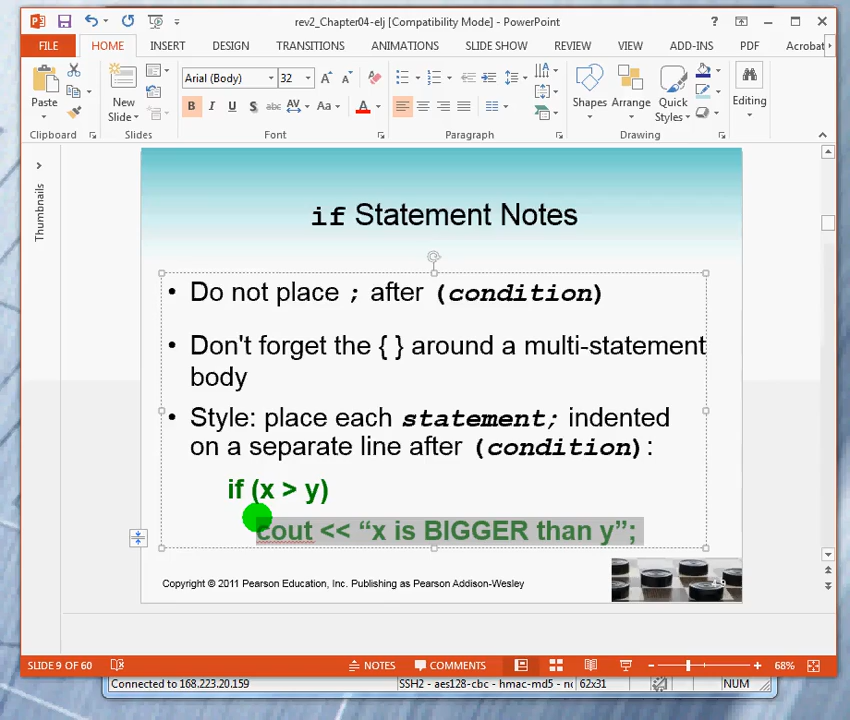 rev2_Chapter04-elj [Compatibility Mode] - PowerPoint
FILE HOME INSERT DESIGN TRANSITIONS ANIMATIONS SLIDE SHOW REVIEW VIEW ADD-INS PDF Acrobat
Paste New Slide Arial (Body) 32 Shapes Arrange Quick Styles Editing
B I U S abc AV Aa A
Clipboard Slides Font Paragraph Drawing
Thumbnails
if Statement Notes
• Do not place ; after (condition)
• Don't forget the { } around a multi-statement
body
• Style: place each statement; indented
on a separate line after (condition):
if (x > y)
cout << “x is BIGGER than y”;
Copyright © 2011 Pearson Education, Inc. Publishing as Pearson Addison-Wesley
SLIDE 9 OF 60 NOTES COMMENTS 68%
Connected to 168.223.20.159 SSH2 - aes128-cbc - hmac-md5 - nc 62x31 NUM